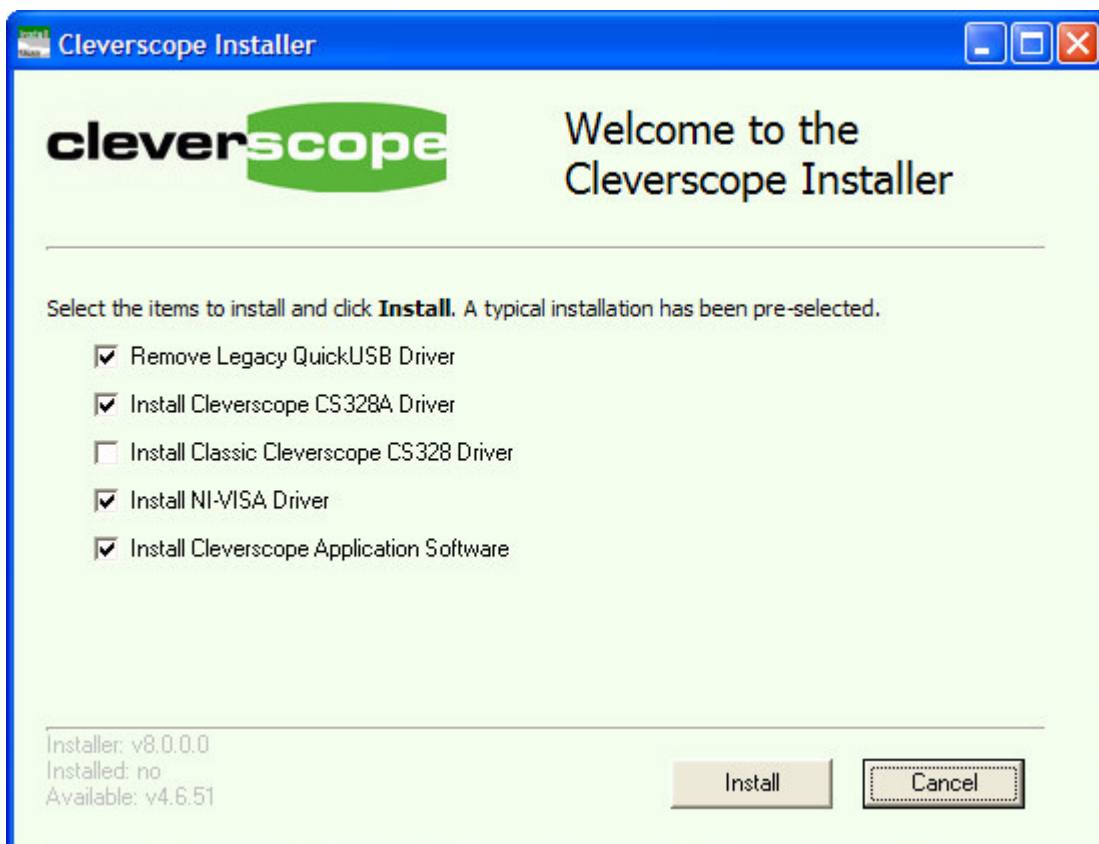 Cleverscope Installer
cleverscope
Welcome to the
Cleverscope Installer
Select the items to install and click Install. A typical installation has been pre-selected.
Remove Legacy QuickUSB Driver
Install Cleverscope CS328A Driver
Install Classic Cleverscope CS328 Driver
Install NI-VISA Driver
Install Cleverscope Application Software
Installer: v8.0.0.0
Installed: no
Available: v4.6.51
Install
Cancel